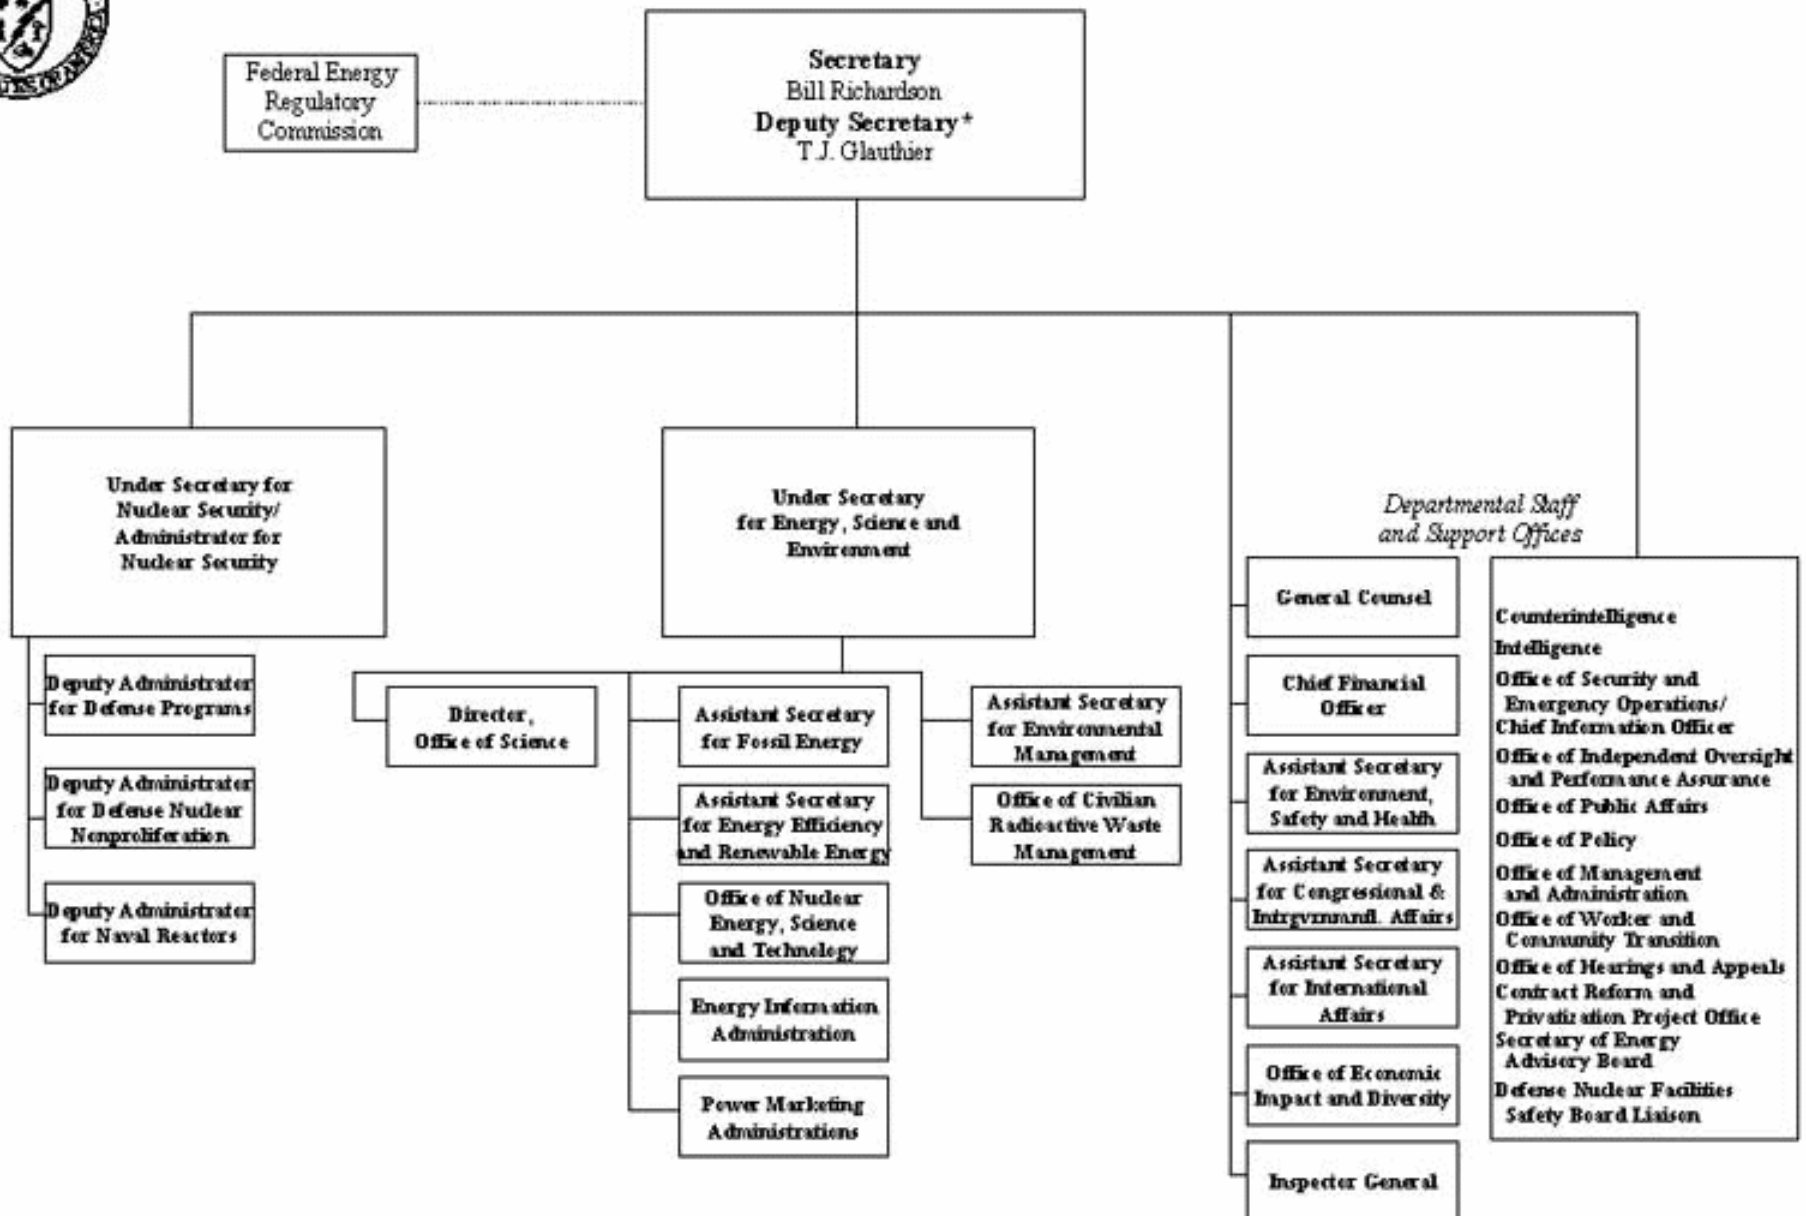 Federal Energy
Regulatory
Commission
Secretary
Bill Richardson
Deputy Secretary*
T.J. Glauthier
Under Secretary for
Nuclear Security/
Administrator for
Nuclear Security
Deputy Administrator
for Defense Programs
Deputy Administrator
for Defense Nuclear
Nonproliferation
Deputy Administrator
for Naval Reactors
Under Secretary
for Energy, Science and
Environment
Director,
Office of Science
Assistant Secretary
for Fossil Energy
Assistant Secretary
for Energy Efficiency
and Renewable Energy
Office of Nuclear
Energy, Science
and Technology
Energy Information
Administration
Power Marketing
Administrations
Assistant Secretary
for Environmental
Management
Office of Civilian
Radioactive Waste
Management
Departmental Staff
and Support Offices
General Counsel
Chief Financial
Officer
Assistant Secretary
for Environment,
Safety and Health
Assistant Secretary
for Congressional &
Intrgvrnmntl. Affairs
Assistant Secretary
for International
Affairs
Office of Economic
Impact and Diversity
Inspector General
Counterintelligence
Intelligence
Office of Security and
Emergency Operations/
Chief Information Officer
Office of Independent Oversight
and Performance Assurance
Office of Public Affairs
Office of Policy
Office of Management
and Administration
Office of Worker and
Community Transition
Office of Hearings and Appeals
Contract Reform and
Privatization Project Office
Secretary of Energy
Advisory Board
Defense Nuclear Facilities
Safety Board Liaison